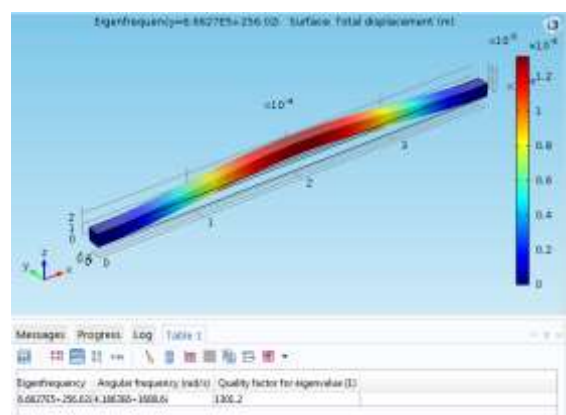 Eigenfrequency=6.6627E5+256.02i Surface: Total displacement (m)
×10⁻⁶
1.2
1
0.8
0.6
0.4
0.2
0
3
2
1
2
1
0
0
z
y
x
Messages Progress Log Table 1
Eigenfrequency Angular frequency (rad/s) Quality factor for eigenvalue (1)
1301.2